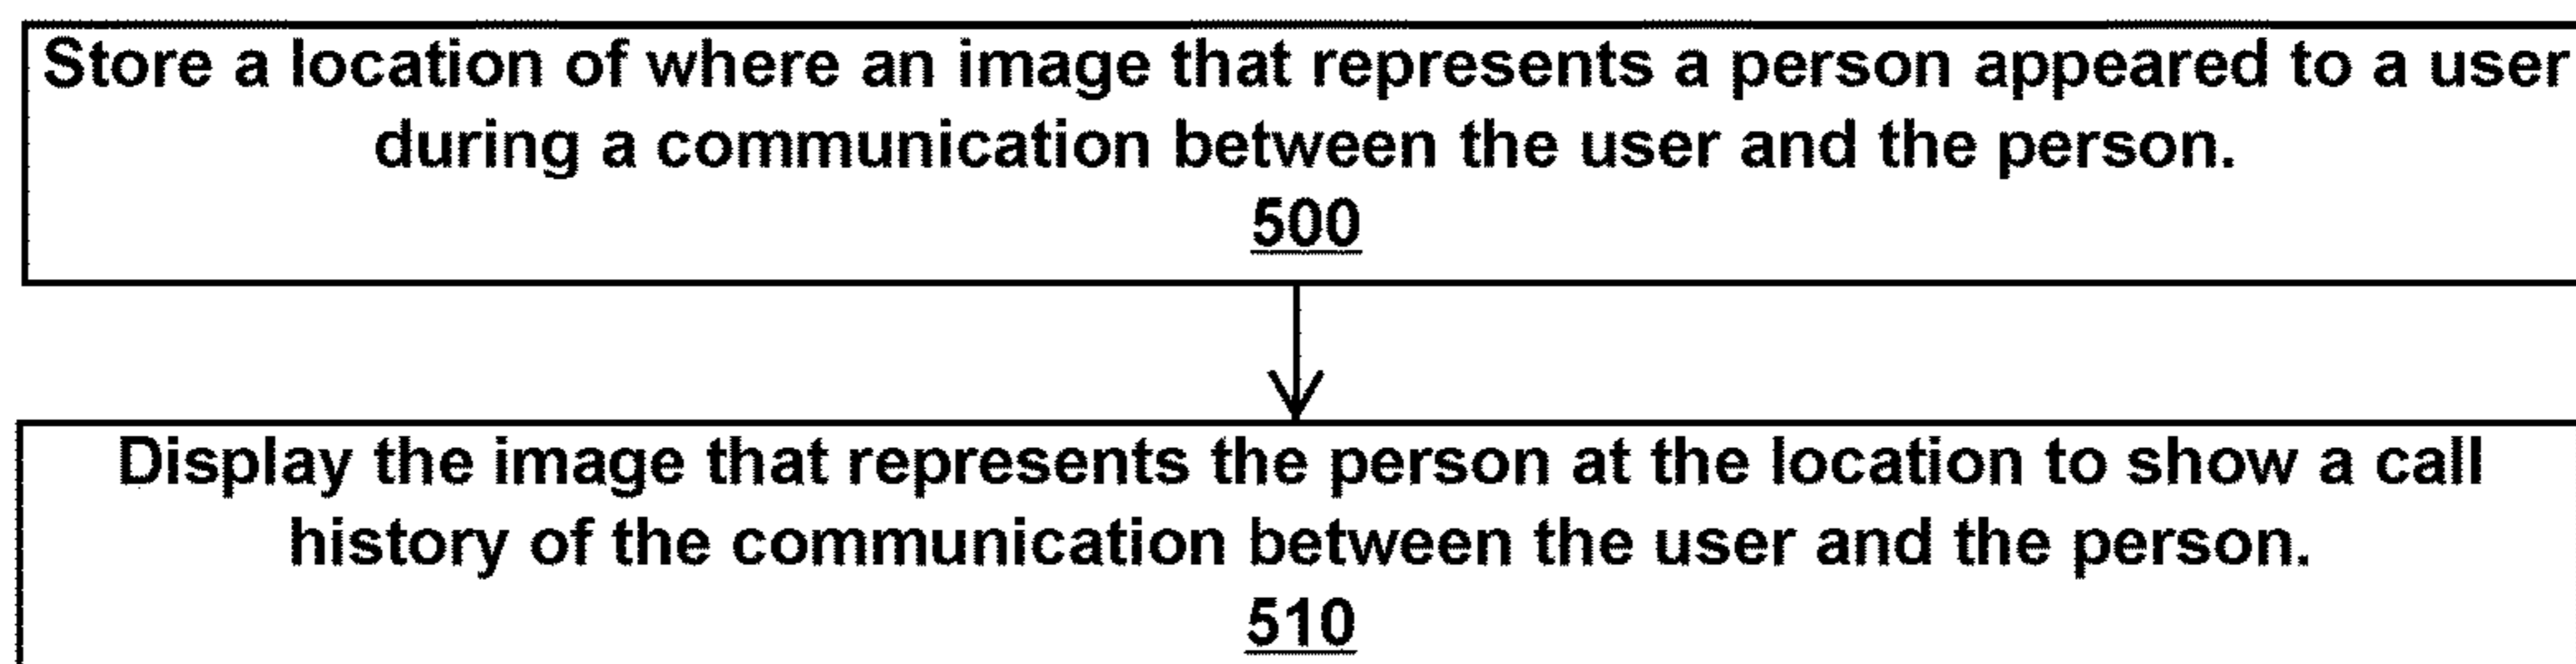 Store a location of where an image that represents a person appeared to a user
during a communication between the user and the person.
500
Display the image that represents the person at the location to show a call
history of the communication between the user and the person.
510